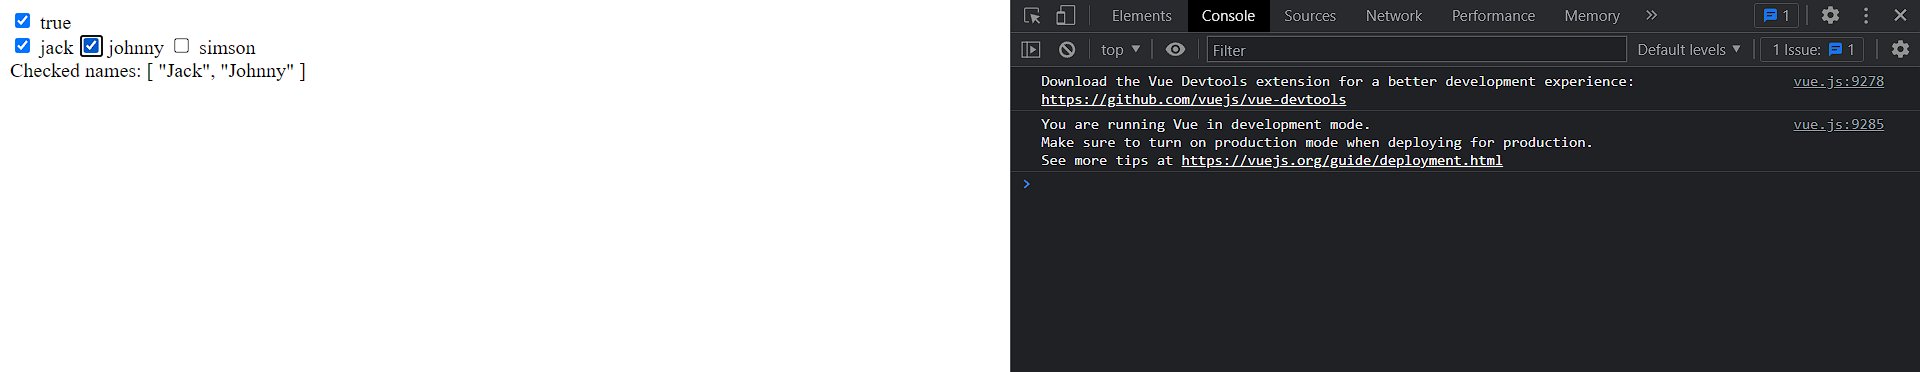 true
jack johnny simson
Checked names: [ "Jack", "Johnny" ]
Elements Console Sources Network Performance Memory » 1
top ▼ Filter Default levels ▼ 1 Issue: 1
Download the Vue Devtools extension for a better development experience: vue.js:9278
https://github.com/vuejs/vue-devtools
You are running Vue in development mode. vue.js:9285
Make sure to turn on production mode when deploying for production.
See more tips at https://vuejs.org/guide/deployment.html
>